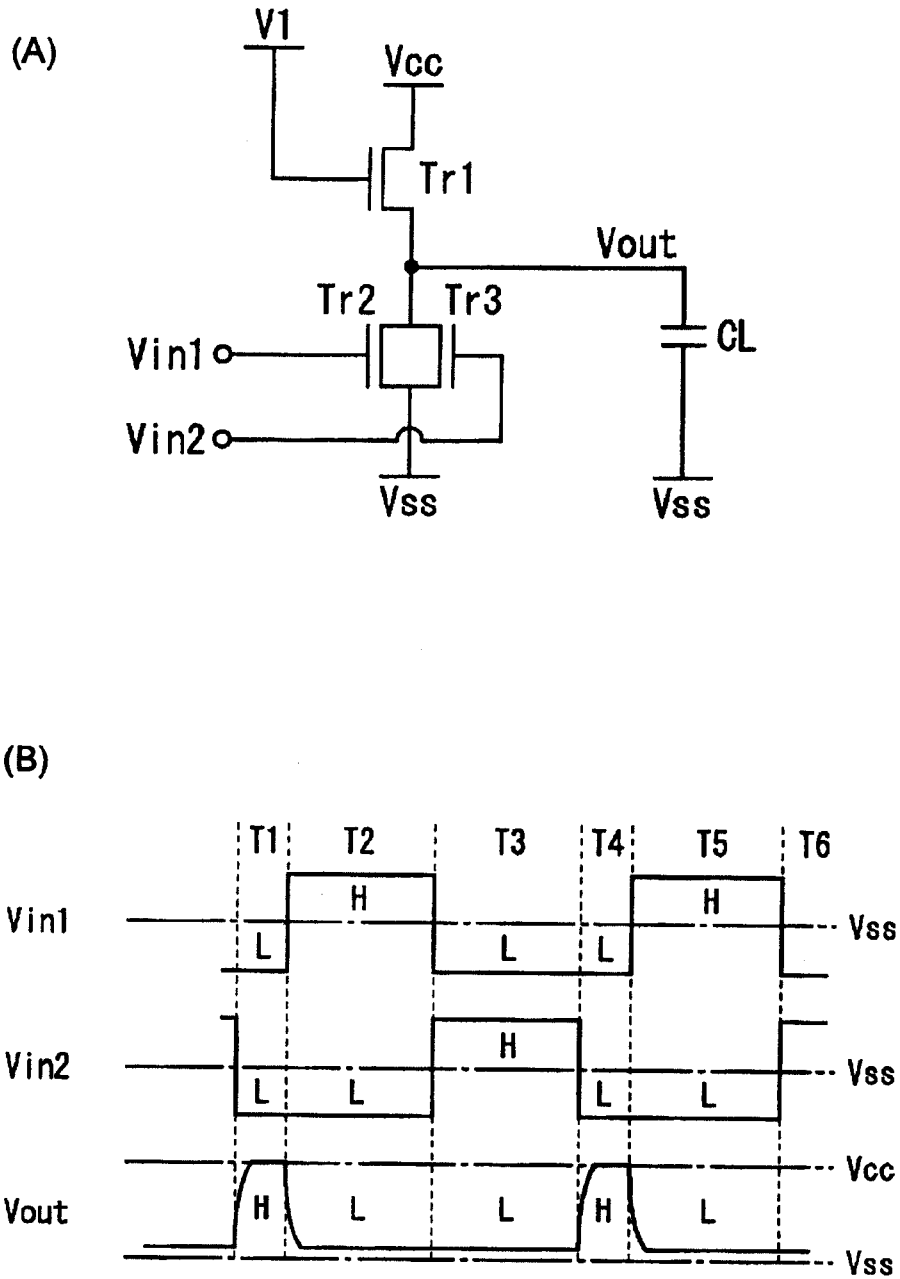 (A)
V1
Vcc
Tr1
Vout
Tr2 Tr3
Vin1
CL
Vin2
Vss Vss
(B)
T1 T2 T3 T4 T5 T6
Vin1 L H L L H Vss
Vin2 L L H L L Vss
Vcc
Vout H L L H L
Vss